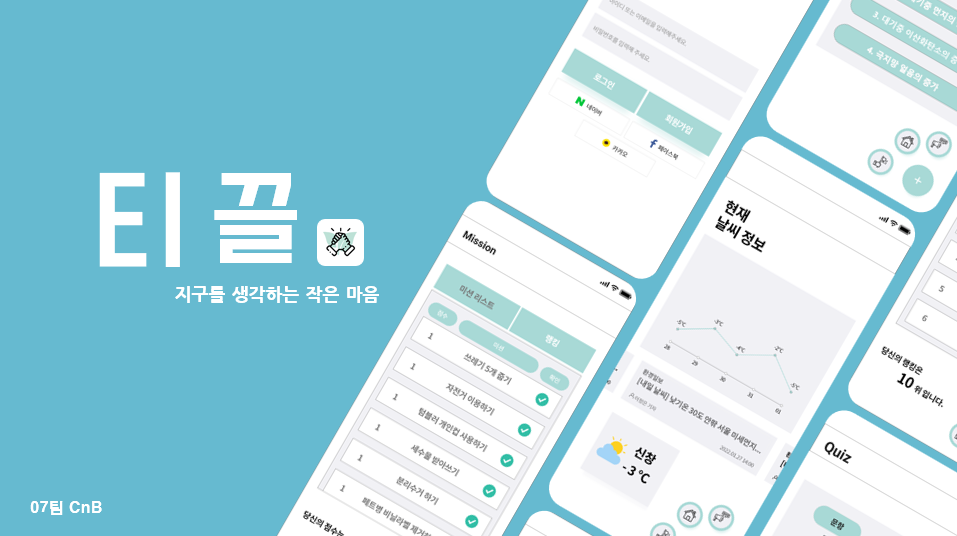 티끌
지구를 생각하는 작은 마음
07팀 CnB
아이디 또는 이메일을 입력해주세요.
비밀번호를 입력해 주세요.
로그인
회원가입
네이버
페이스북
카카오
3. 대기중 이산화탄소의
4. 극지방 얼음의 증가
+
Mission
미션 리스트
랭킹
점수
미션
확인
1 쓰레기 5개 줍기
1 자전거 이용하기
1 텀블러 개인컵 사용하기
1 세수물 받아쓰기
1 분리수거 하기
1 페트병 비닐라벨 제거하
당신의 점수는
현재
날씨 정보
-5℃
-3℃
-4℃
-2℃
-5℃
28
29
30
31
01
환경일보
[내일 날씨] 낮기온 30도 안팎 서울 미세먼지...
2022.01.27 14:00
신창
-3℃
5
6
당신의 랭킹은
10 위 입니다.
Quiz
문항